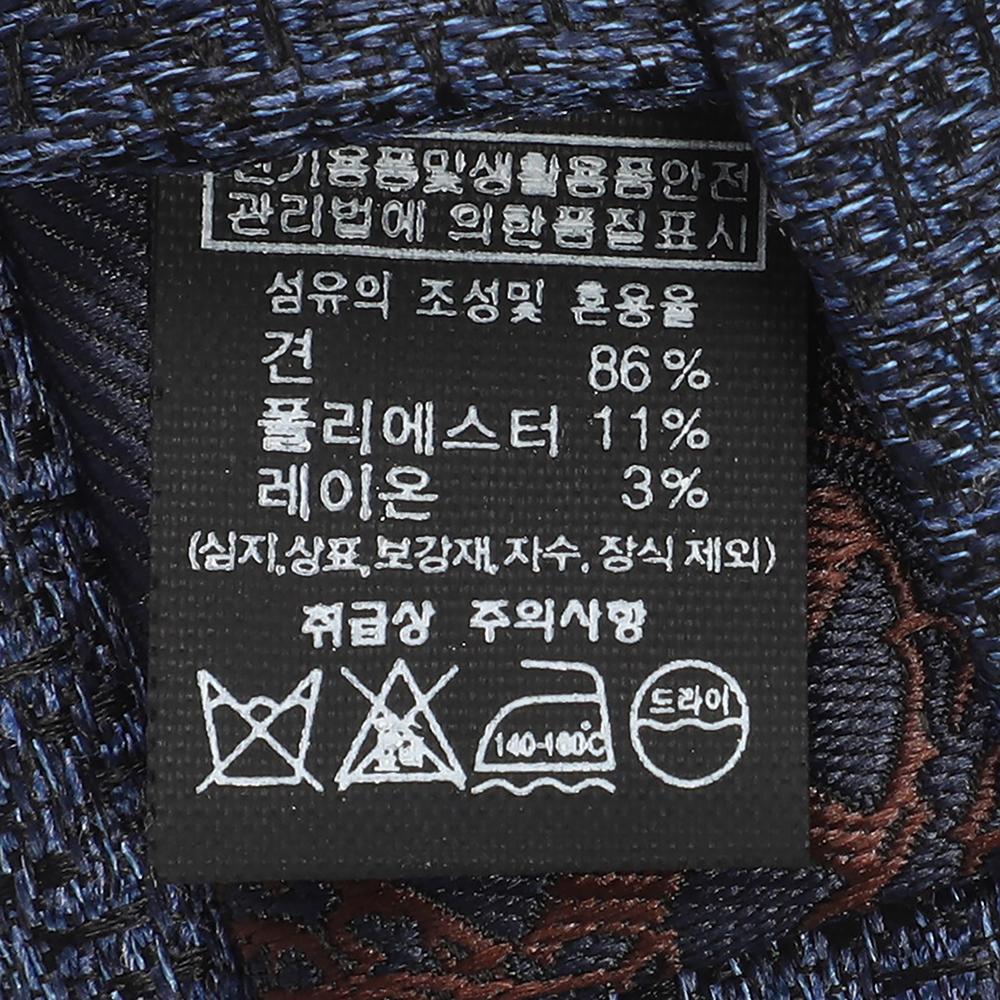 전기용품및생활용품안전
관리법에 의한품질표시
섬유의 조성및 혼용율
견 86%
폴리에스터 11%
레이온 3%
(심지,상표,보강재,자수, 장식 제외)
취급상 주의사항
140-160℃
드라이